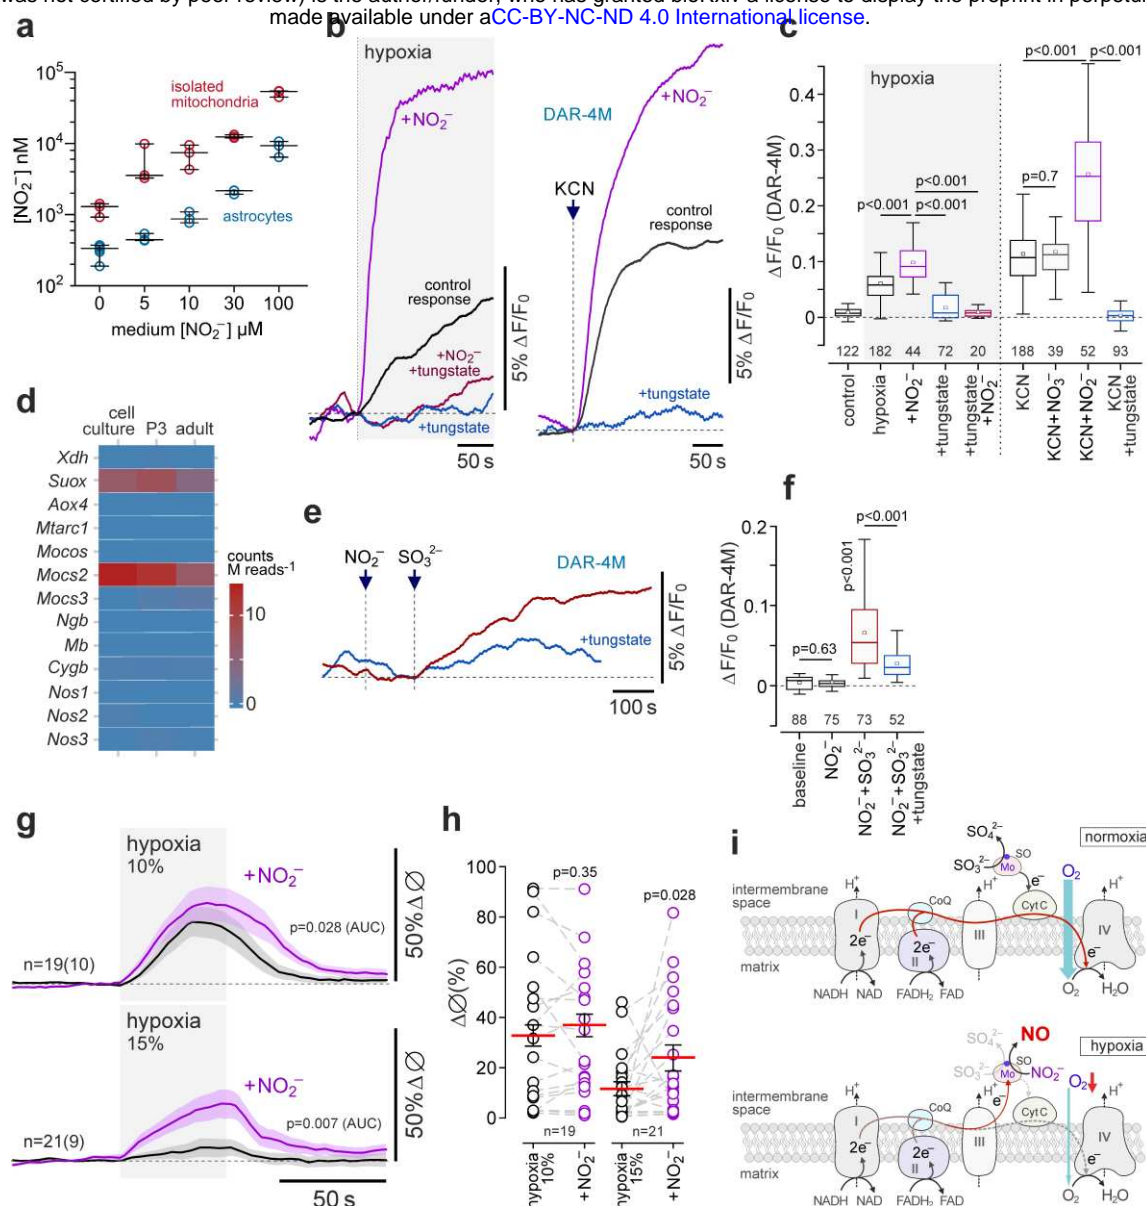 was not certified by peer review) is the author/funder, who has granted bioRxiv a license to display the preprint in perpetu
made available under aCC-BY-NC-ND 4.0 International license.
a
[NO₂⁻] nM
10⁵
10⁴
10³
10²
isolated
mitochondria
astrocytes
0 5 10 30 100
medium [NO₂⁻] µM
b
hypoxia
+NO₂⁻
control
response
+NO₂⁻
+tungstate
+tungstate
5% ΔF/F₀
50 s
DAR-4M
+NO₂⁻
KCN
control
response
+tungstate
5% ΔF/F₀
50 s
c
hypoxia
ΔF/F₀ (DAR-4M)
0.4
0.3
0.2
0.1
0
p<0.001 p<0.001
p<0.001
p<0.001 p<0.001
p=0.7
122 182 44 72 20 188 39 52 93
control
hypoxia
+NO₂⁻
+tungstate
+tungstate
+NO₂⁻
KCN
KCN+NO₃⁻
KCN+NO₂⁻
KCN
+tungstate
d
cell
culture P3 adult
Xdh
Suox
Aox4
Mtarc1
Mocos
Mocs2
Mocs3
Ngb
Mb
Cygb
Nos1
Nos2
Nos3
counts
M reads⁻¹
10
0
e
NO₂⁻ SO₃²⁻
DAR-4M
+tungstate
5% ΔF/F₀
100 s
f
ΔF/F₀ (DAR-4M)
0.2
0.1
0
p<0.001
p<0.001
p=0.63
88 75 73 52
baseline
NO₂⁻
NO₂⁻+SO₃²⁻
NO₂⁻+SO₃²⁻
+tungstate
g
hypoxia
10%
+NO₂⁻
p=0.028 (AUC)
n=19(10)
50% ΔØ
hypoxia
15%
+NO₂⁻
p=0.007 (AUC)
n=21(9)
50% ΔØ
50 s
h
ΔØ(%)
100
80
60
40
20
0
p=0.35
p=0.028
n=19 n=21
hypoxia
10%
+NO₂⁻
hypoxia
15%
+NO₂⁻
i
normoxia
SO₄²⁻
SO₃²⁻
Mo
SO
e⁻
O₂
intermembrane
space
H⁺
CoQ
H⁺
Cyt C
H⁺
I
II
III
IV
2e⁻
2e⁻
e⁻
matrix
NADH NAD FADH₂ FAD
O₂ H₂O
hypoxia
NO
SO₄²⁻
SO₃²⁻
Mo
SO
NO₂⁻
e⁻
O₂
intermembrane
space
H⁺
CoQ
H⁺
Cyt C
H⁺
I
II
III
IV
2e⁻
2e⁻
e⁻
matrix
NADH NAD FADH₂ FAD
O₂ H₂O